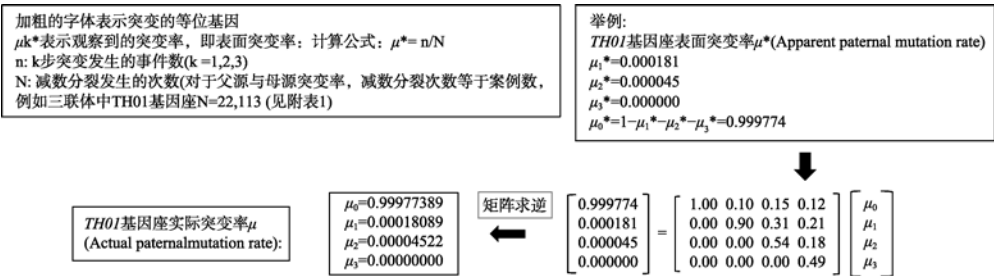 加粗的字体表示突变的等位基因
μk*表示观察到的突变率，即表面突变率：计算公式：μ*= n/N
n: k步突变发生的事件数(k =1,2,3)
N: 减数分裂发生的次数(对于父源与母源突变率，减数分裂次数等于案例数，
例如三联体中TH01基因座N=22,113 (见附表1)
举例:
TH01基因座表面突变率μ*(Apparent paternal mutation rate)
μ₁*=0.000181
μ₂*=0.000045
μ₃*=0.000000
μ₀*=1−μ₁*−μ₂*−μ₃*=0.999774
TH01基因座实际突变率μ
(Actual paternalmutation rate):
μ₀=0.99977389
μ₁=0.00018089
μ₂=0.00004522
μ₃=0.00000000
矩阵求逆
0.999774
0.000181
0.000045
0.000000
=
1.00 0.10 0.15 0.12
0.00 0.90 0.31 0.21
0.00 0.00 0.54 0.18
0.00 0.00 0.00 0.49
μ₀
μ₁
μ₂
μ₃